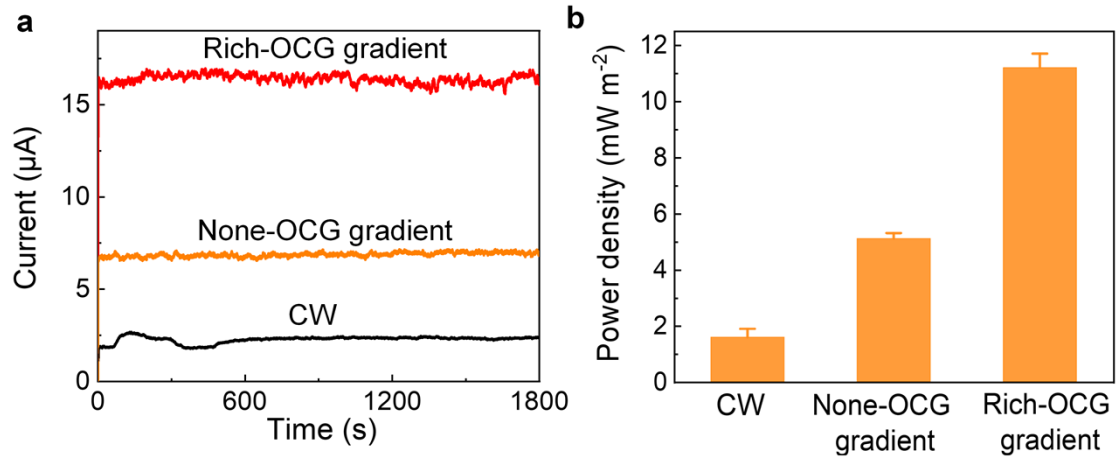 a
Rich-OCG gradient
None-OCG gradient
CW
Current (µA)
15
10
5
0
0
600
1200
1800
Time (s)
b
Power density (mW m⁻²)
12
10
8
6
4
2
0
CW
None-OCG
gradient
Rich-OCG
gradient